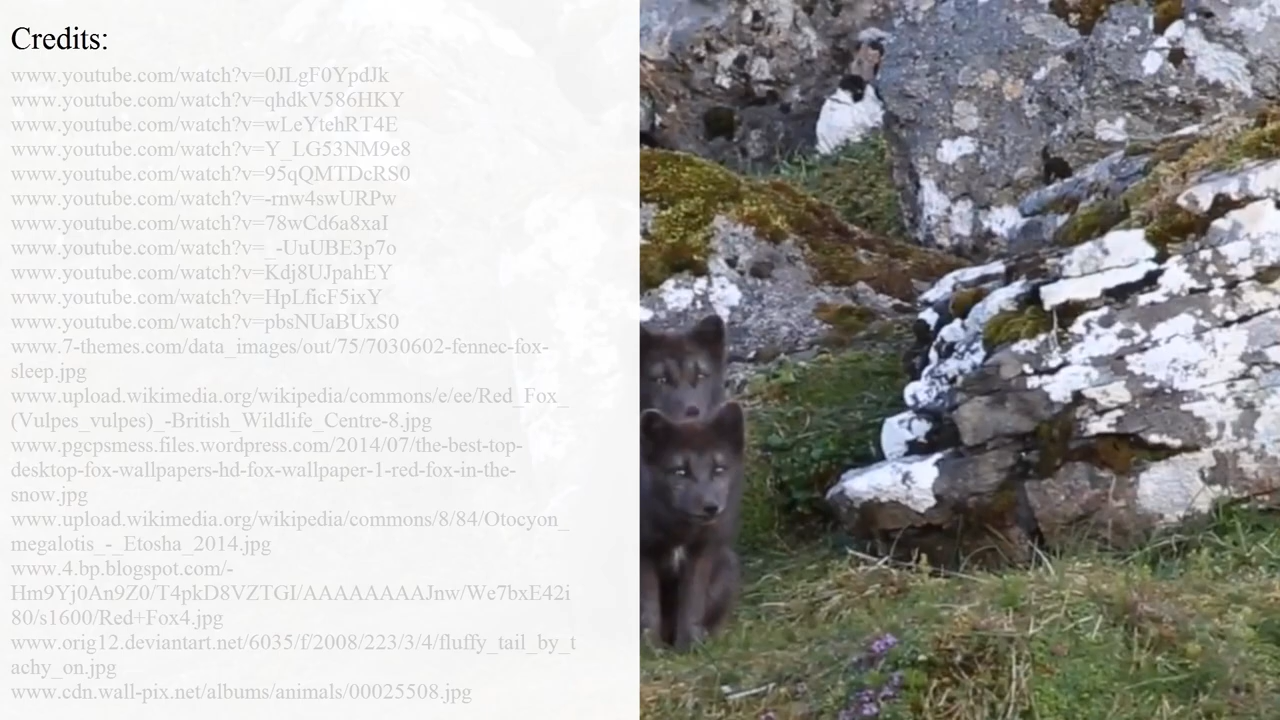 Credits:
www.youtube.com/watch?v=0JLgF0YpdJk
www.youtube.com/watch?v=qhdkV586HKY
www.youtube.com/watch?v=wLeYtehRT4E
www.youtube.com/watch?v=Y_LG53NM9e8
www.youtube.com/watch?v=95qQMTDcRS0
www.youtube.com/watch?v=-rnw4swURPw
www.youtube.com/watch?v=78wCd6a8xaI
www.youtube.com/watch?v=_-UuUBE3p7o
www.youtube.com/watch?v=Kdj8UJpahEY
www.youtube.com/watch?v=HpLficF5ixY
www.youtube.com/watch?v=pbsNUaBUxS0
www.7-themes.com/data_images/out/75/7030602-fennec-fox-
sleep.jpg
www.upload.wikimedia.org/wikipedia/commons/e/ee/Red_Fox_
(Vulpes_vulpes)_-British_Wildlife_Centre-8.jpg
www.pgcpsmess.files.wordpress.com/2014/07/the-best-top-
desktop-fox-wallpapers-hd-fox-wallpaper-1-red-fox-in-the-
snow.jpg
www.upload.wikimedia.org/wikipedia/commons/8/84/Otocyon_
megalotis_-_Etosha_2014.jpg
www.4.bp.blogspot.com/-
Hm9Yj0An9Z0/T4pkD8VZTGI/AAAAAAAAJnw/We7bxE42i
80/s1600/Red+Fox4.jpg
www.orig12.deviantart.net/6035/f/2008/223/3/4/fluffy_tail_by_t
achy_on.jpg
www.cdn.wall-pix.net/albums/animals/00025508.jpg